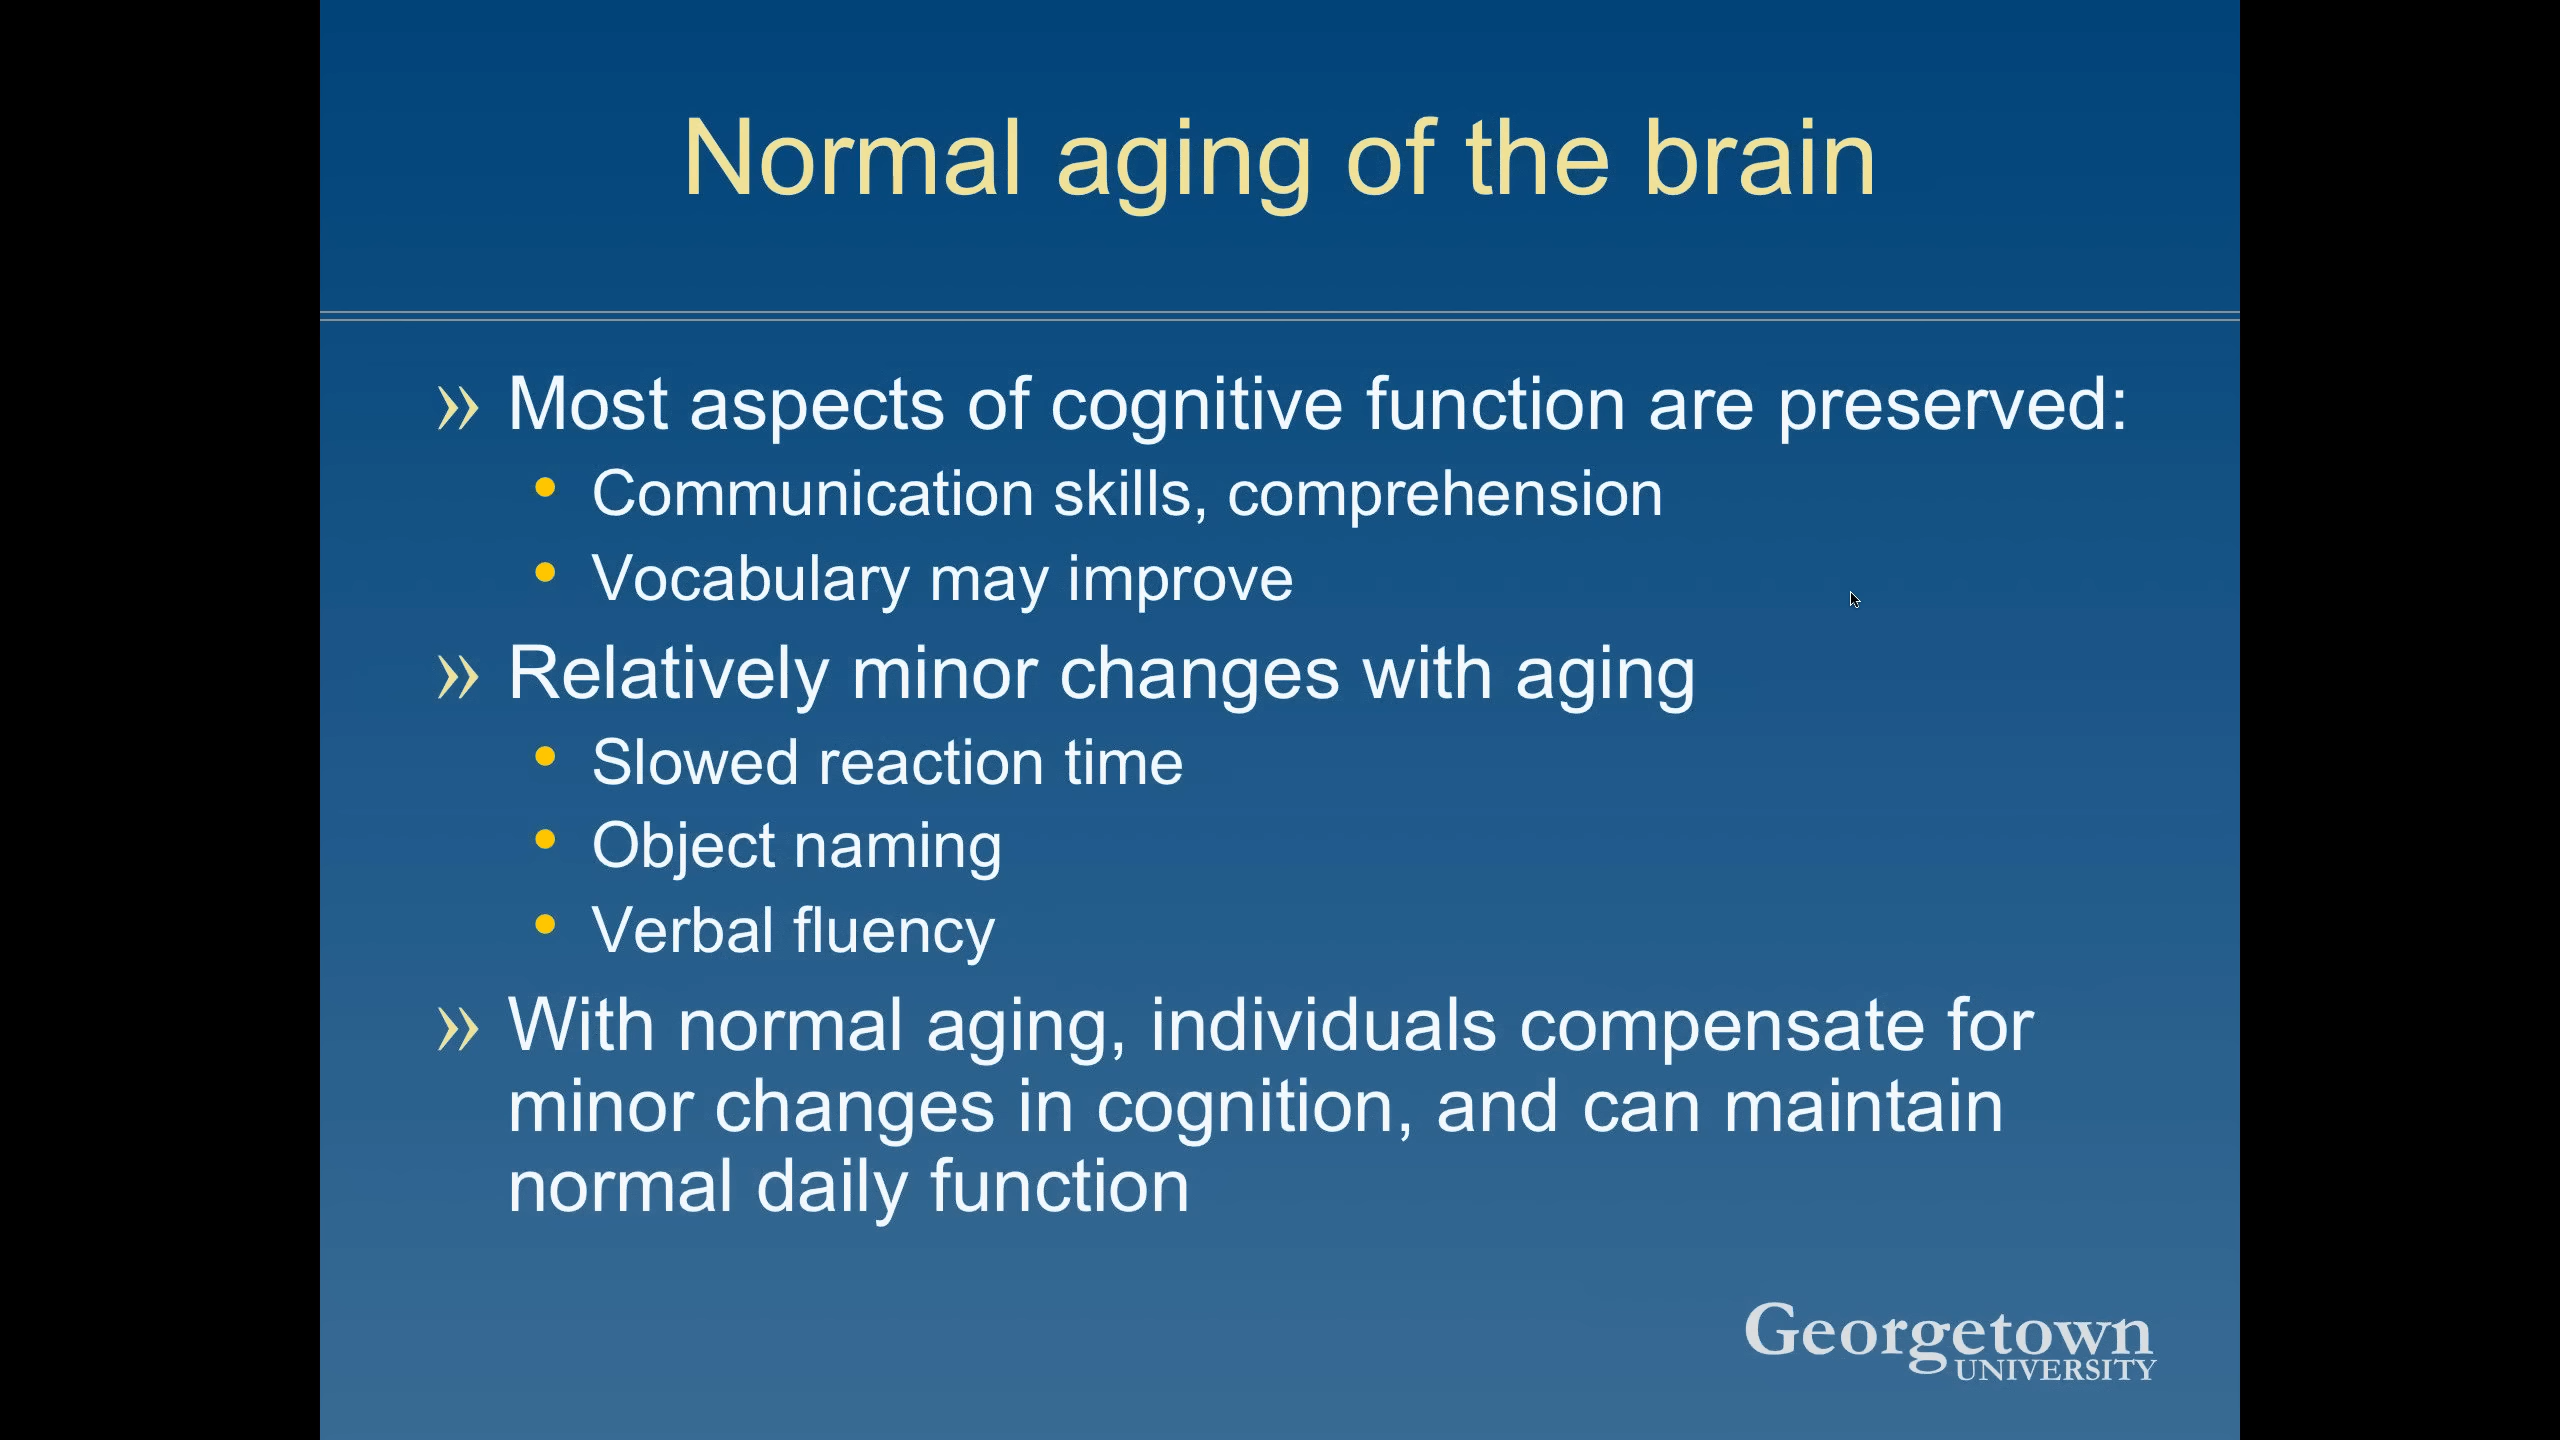 Normal aging of the brain
» Most aspects of cognitive function are preserved:
• Communication skills, comprehension
• Vocabulary may improve
» Relatively minor changes with aging
• Slowed reaction time
• Object naming
• Verbal fluency
» With normal aging, individuals compensate for
minor changes in cognition, and can maintain
normal daily function
Georgetown
UNIVERSITY